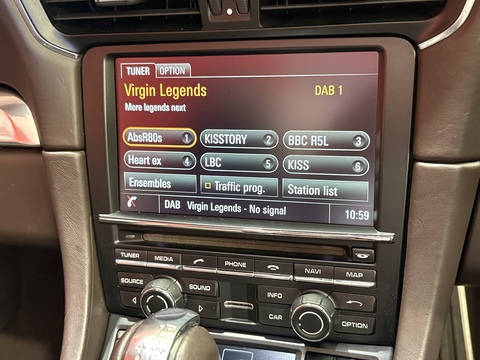 TUNER OPTION
Virgin Legends DAB 1
More legends next
AbsR80s 1 KISSTORY 2 BBC R5L 3
Heart ex 4 LBC 5 KISS 6
Ensembles Traffic prog. Station list
DAB Virgin Legends - No signal 10:59
TUNER MEDIA PHONE NAVI MAP
SOURCE SOUND INFO
CAR OPTION